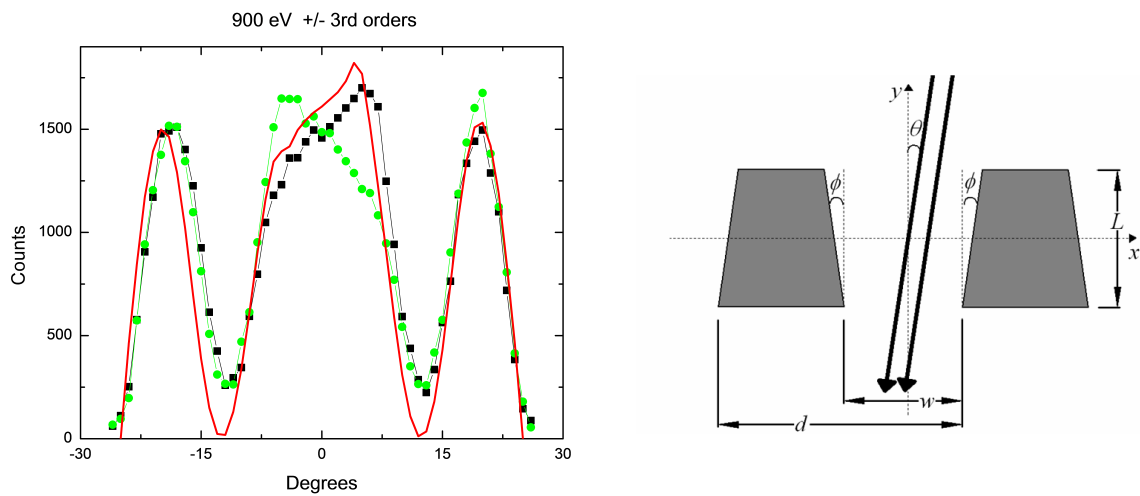 900 eV +/- 3rd orders
Counts
1500
1000
500
0
-30
-15
0
15
30
Degrees
y
θ
ϕ
ϕ
L
x
w
d